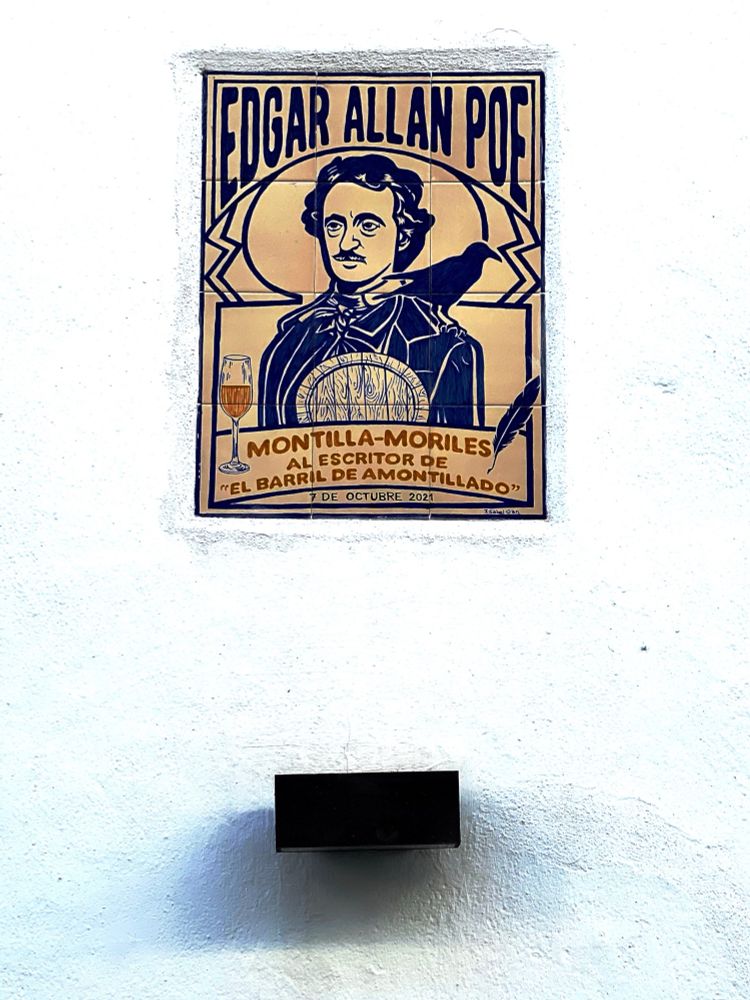 EDGAR ALLAN POE
MONTILLA-MORILES
AL ESCRITOR DE
"EL BARRIL DE AMONTILLADO"
7 DE OCTUBRE 2021